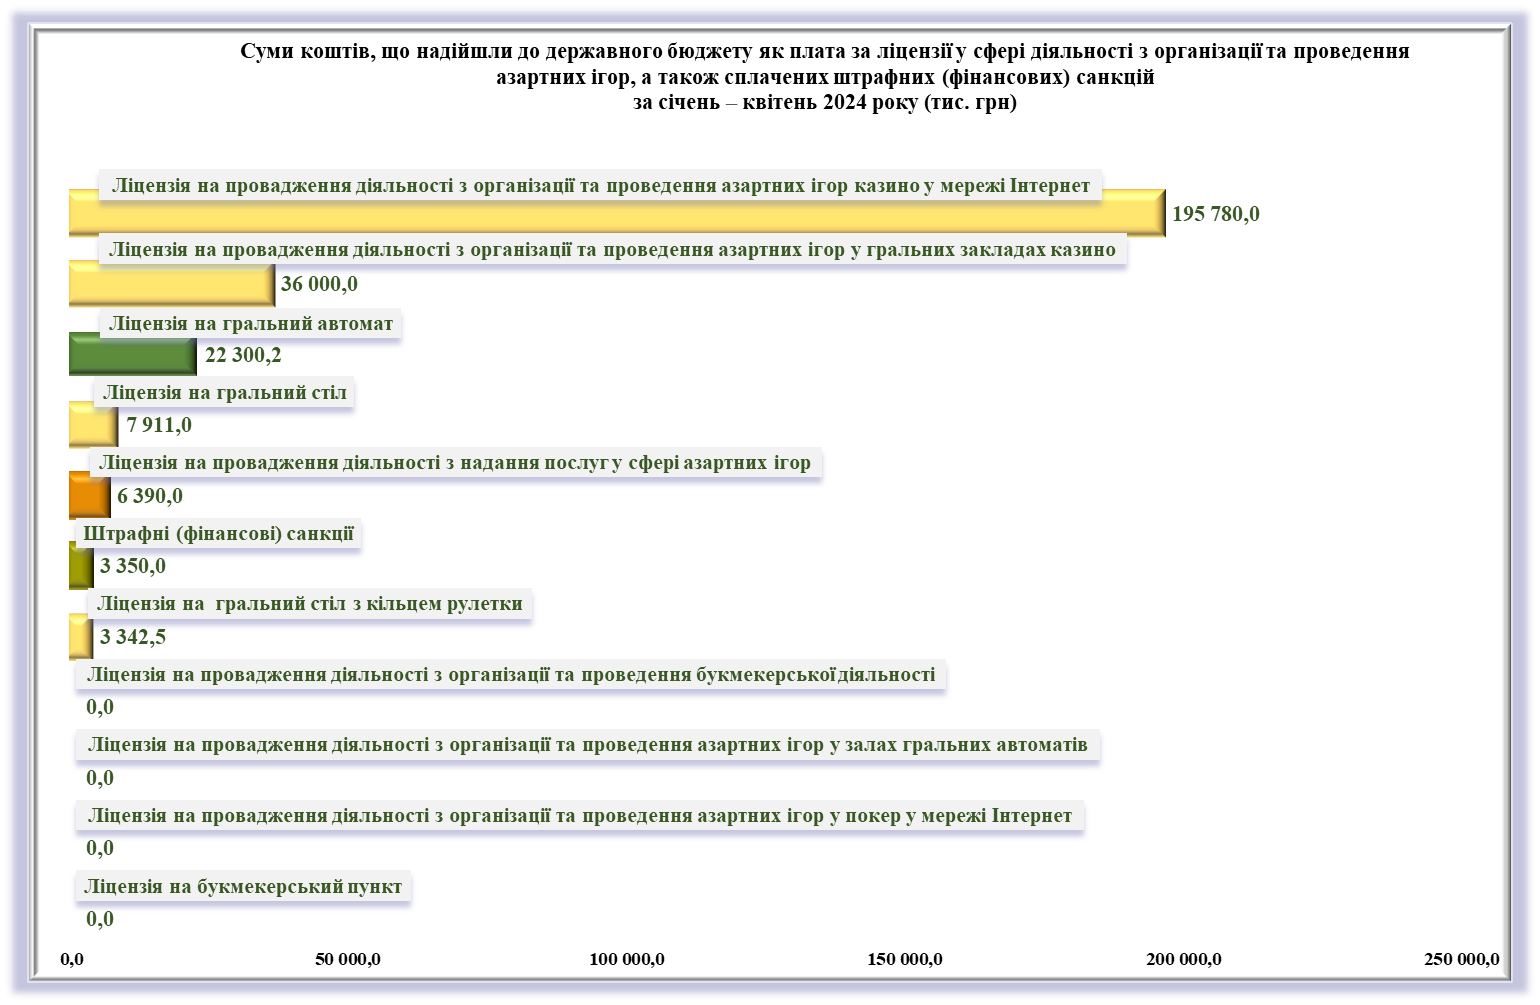 Суми коштів, що надійшли до державного бюджету як плата за ліцензії у сфері діяльності з організації та проведення
азартних ігор, а також сплачених штрафних (фінансових) санкцій
за січень – квітень 2024 року (тис. грн)
Ліцензія на провадження діяльності з організації та проведення азартних ігор казино у мережі Інтернет
195 780,0
Ліцензія на провадження діяльності з організації та проведення азартних ігор у гральних закладах казино
36 000,0
Ліцензія на гральний автомат
22 300,2
Ліцензія на гральний стіл
7 911,0
Ліцензія на провадження діяльності з надання послуг у сфері азартних ігор
6 390,0
Штрафні (фінансові) санкції
3 350,0
Ліцензія на гральний стіл з кільцем рулетки
3 342,5
Ліцензія на провадження діяльності з організації та проведення букмекерської діяльності
0,0
Ліцензія на провадження діяльності з організації та проведення азартних ігор у залах гральних автоматів
0,0
Ліцензія на провадження діяльності з організації та проведення азартних ігор у покер у мережі Інтернет
0,0
Ліцензія на букмекерський пункт
0,0
0,0 50 000,0 100 000,0 150 000,0 200 000,0 250 000,0